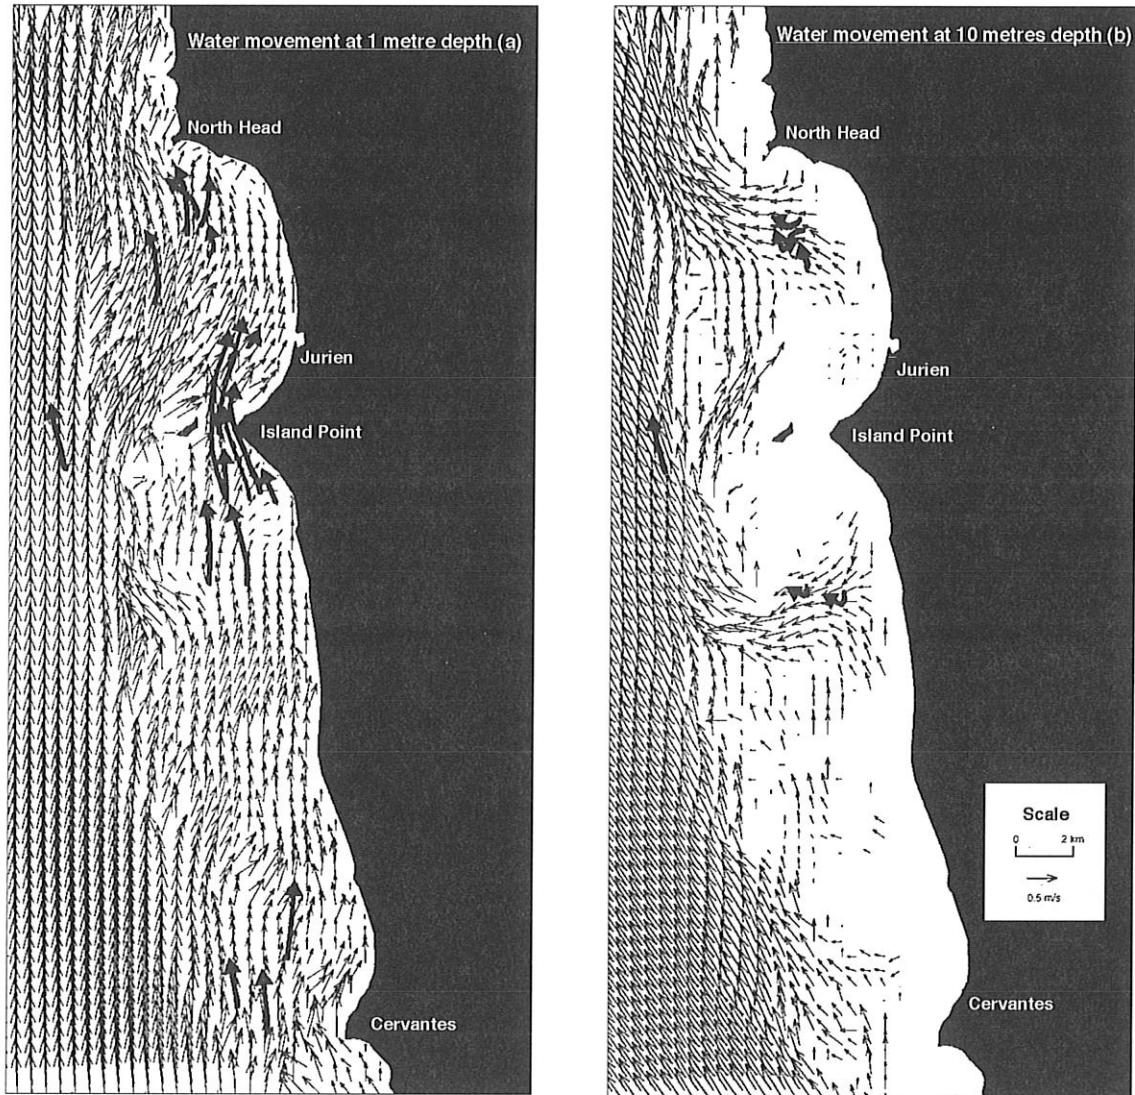 Water movement at 1 metre depth (a)
North Head
Jurien
Island Point
Cervantes
Water movement at 10 metres depth (b)
North Head
Jurien
Island Point
Scale
0 2 km
0.5 m/s
Cervantes